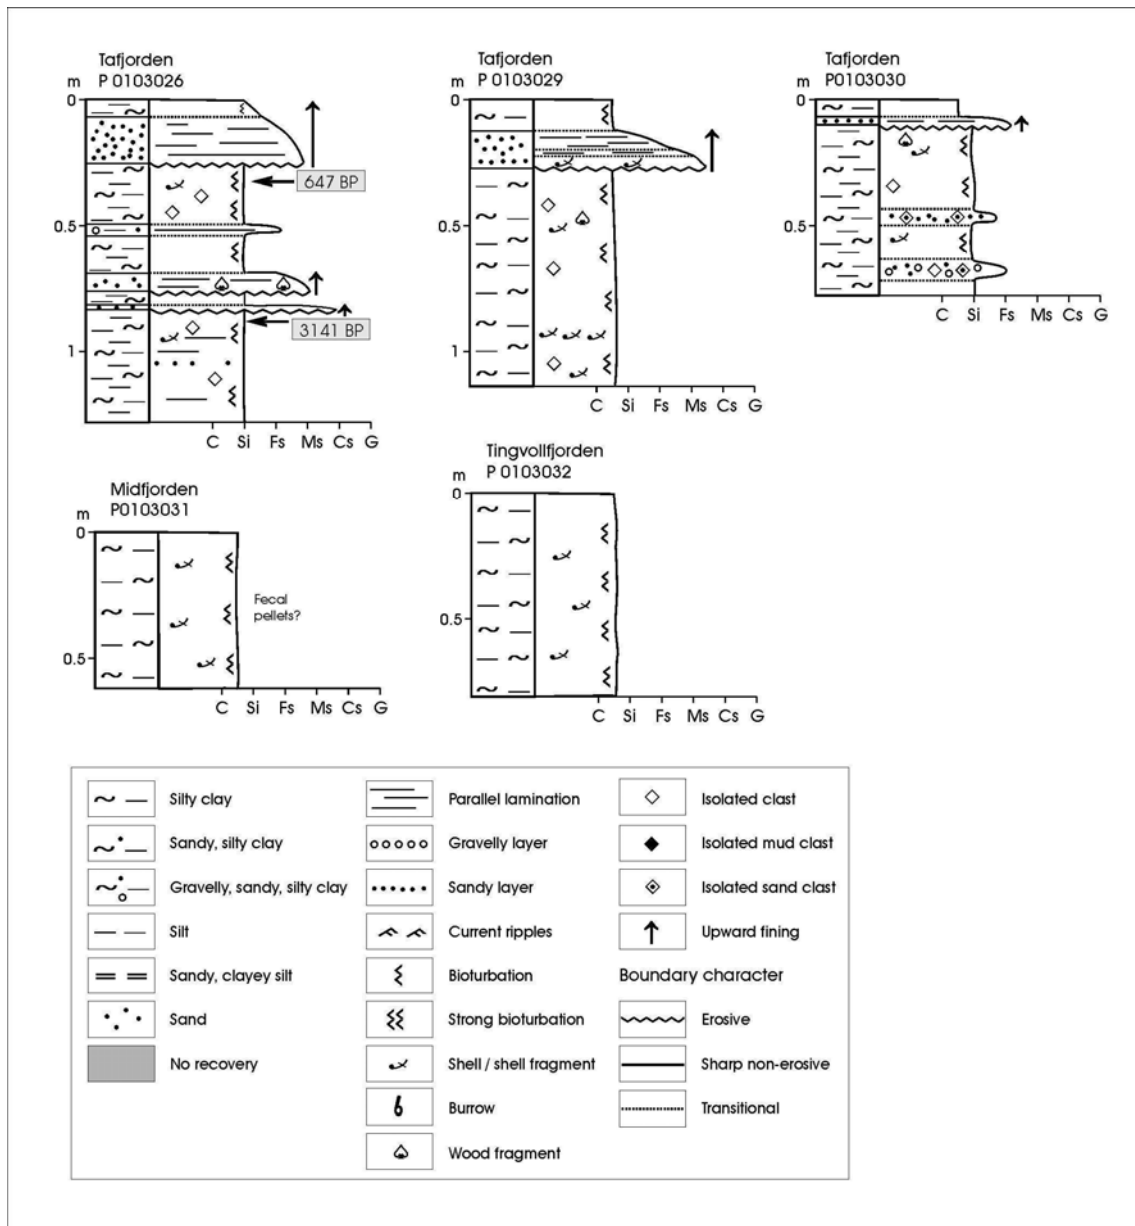 Tafjorden
P 0103026
m
0
0.5
1
647 BP
3141 BP
C Si Fs Ms Cs G
Tafjorden
P 0103029
m
0
0.5
1
C Si Fs Ms Cs G
Tafjorden
P0103030
m
0
0.5
C Si Fs Ms Cs G
Midfjorden
P0103031
m
0
0.5
Fecal
pellets?
C Si Fs Ms Cs G
Tingvollfjorden
P 0103032
m
0
0.5
C Si Fs Ms Cs G
Silty clay
Sandy, silty clay
Gravelly, sandy, silty clay
Silt
Sandy, clayey silt
Sand
No recovery
Parallel lamination
Gravelly layer
Sandy layer
Current ripples
Bioturbation
Strong bioturbation
Shell / shell fragment
Burrow
Wood fragment
Isolated clast
Isolated mud clast
Isolated sand clast
Upward fining
Boundary character
Erosive
Sharp non-erosive
Transitional